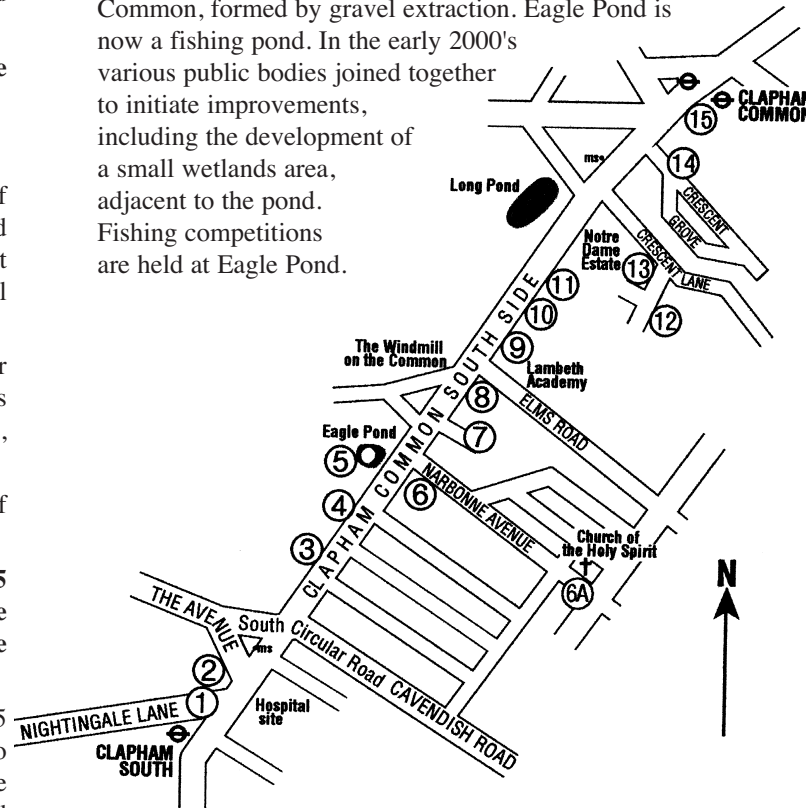 Common, formed by gravel extraction. Eagle Pond is
now a fishing pond. In the early 2000's
various public bodies joined together
to initiate improvements,
including the development of
a small wetlands area,
adjacent to the pond.
Fishing competitions
are held at Eagle Pond.
CLAPHAM
COMMON
15
ms
14
Long Pond
CRESCENT
GROVE
Notre
Dame
Estate
13
CRESCENT LANE
12
11
10
9
The Windmill
on the Common
Lambeth
Academy
8
ELMS ROAD
7
Eagle Pond
5
CLAPHAM COMMON SOUTH SIDE
6
NARBONNE AVENUE
4
3
Church of
the Holy Spirit
6A
N
THE AVENUE
South Circular Road CAVENDISH ROAD
ms
2
1
NIGHTINGALE LANE
Hospital
site
CLAPHAM
SOUTH